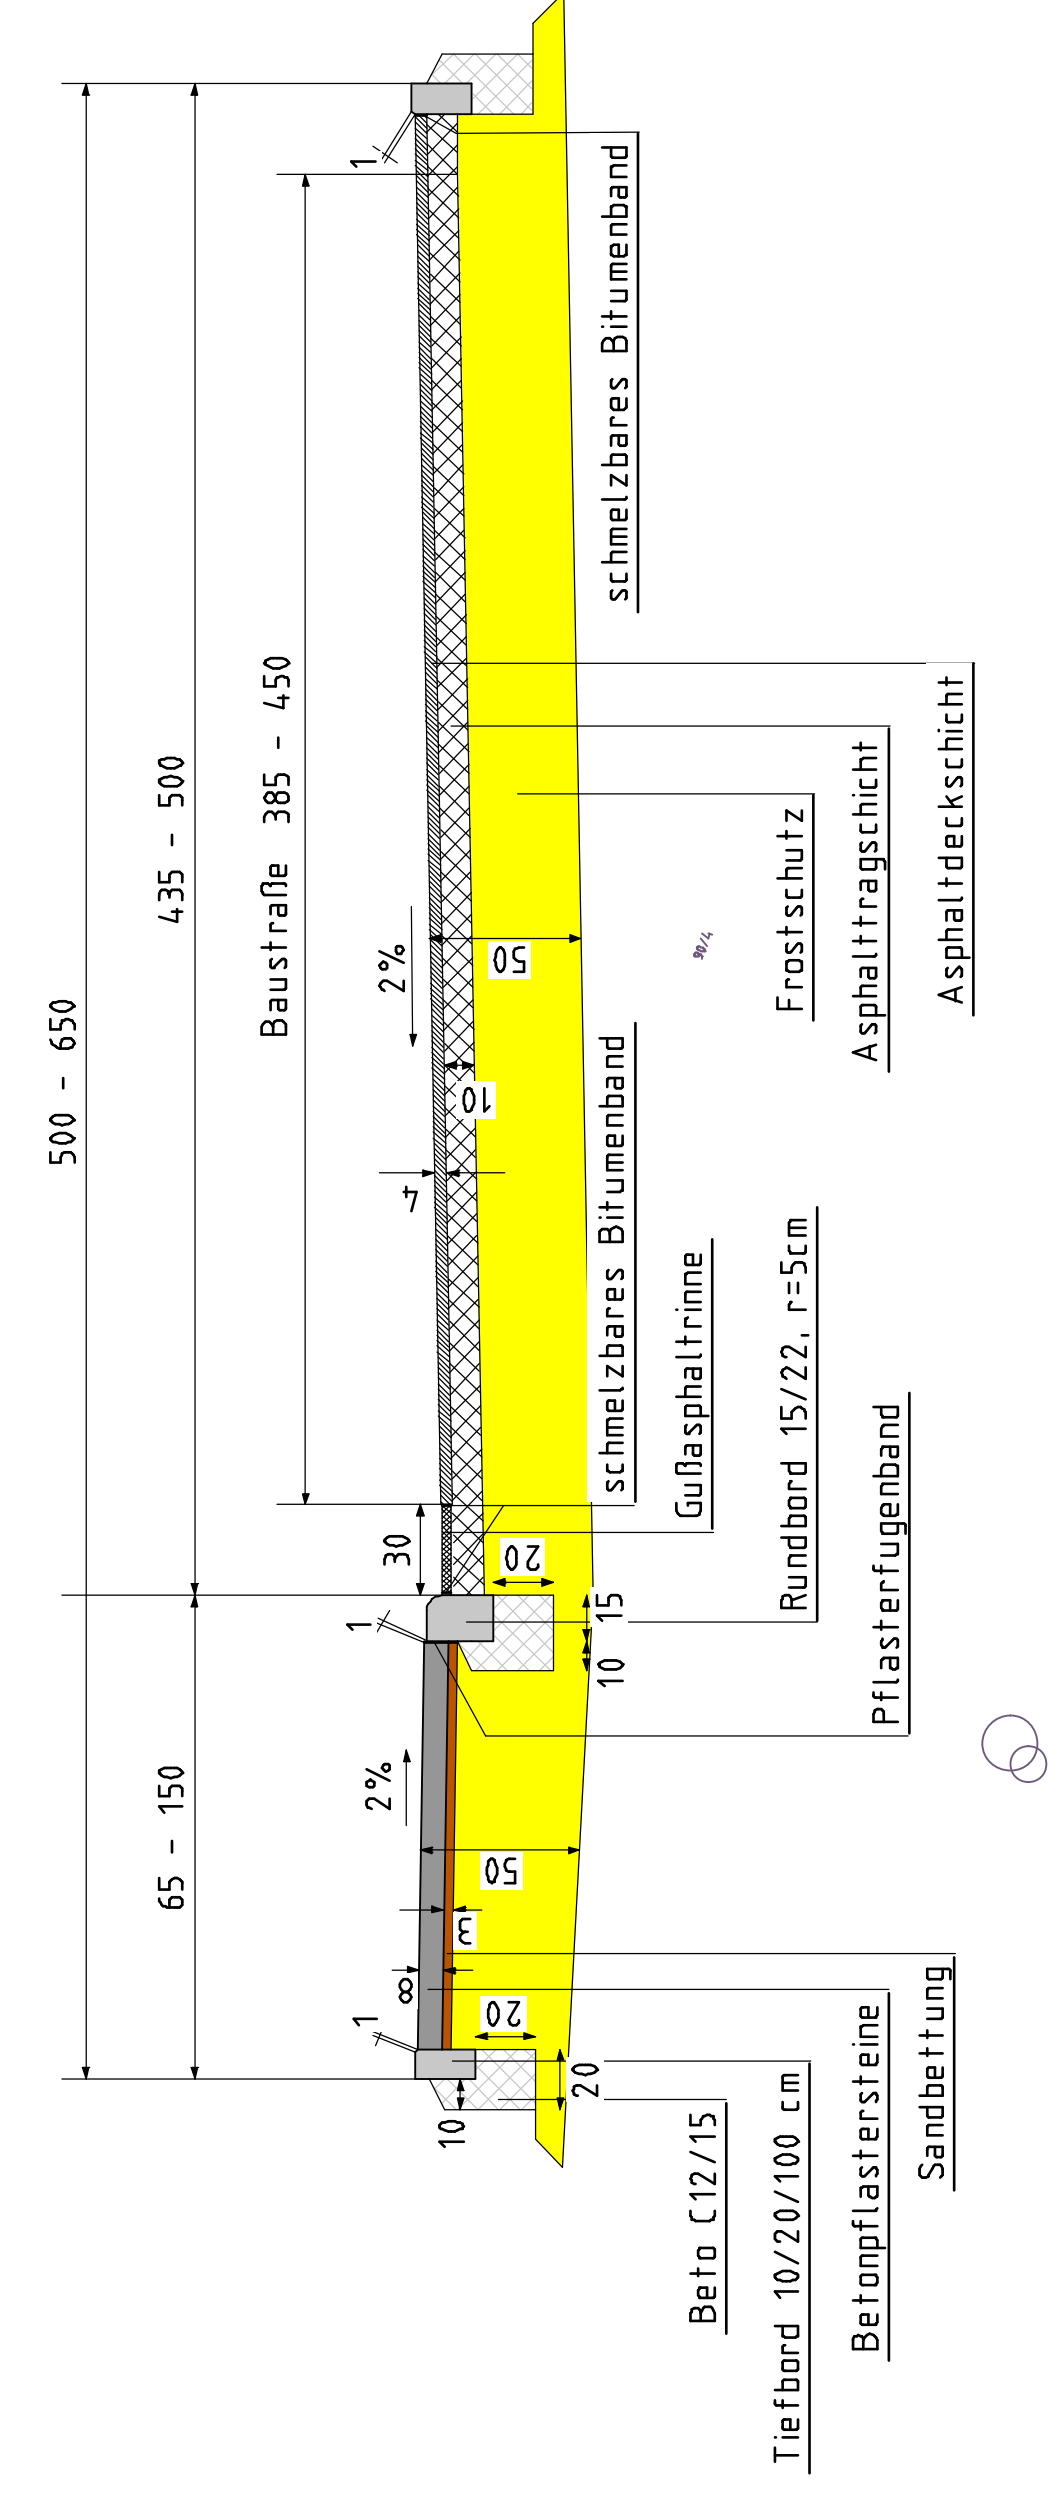 500 - 650
65 - 150
435 - 500
Baustraße 385 - 450
10
1
8
3
50
2%
1
30
4
10
2%
50
1
20
20
10
15
20
schmelzbares Bitumenband
schmelzbares Bitumenband
Gußasphaltrinne
Beto C12/15
Rundbord 15/22, r=5cm
Frostschutz
Tiefbord 10/20/100 cm
Pflasterfugenband
Asphalttragschicht
Betonpflastersteine
Asphaltdeckschicht
Sandbettung